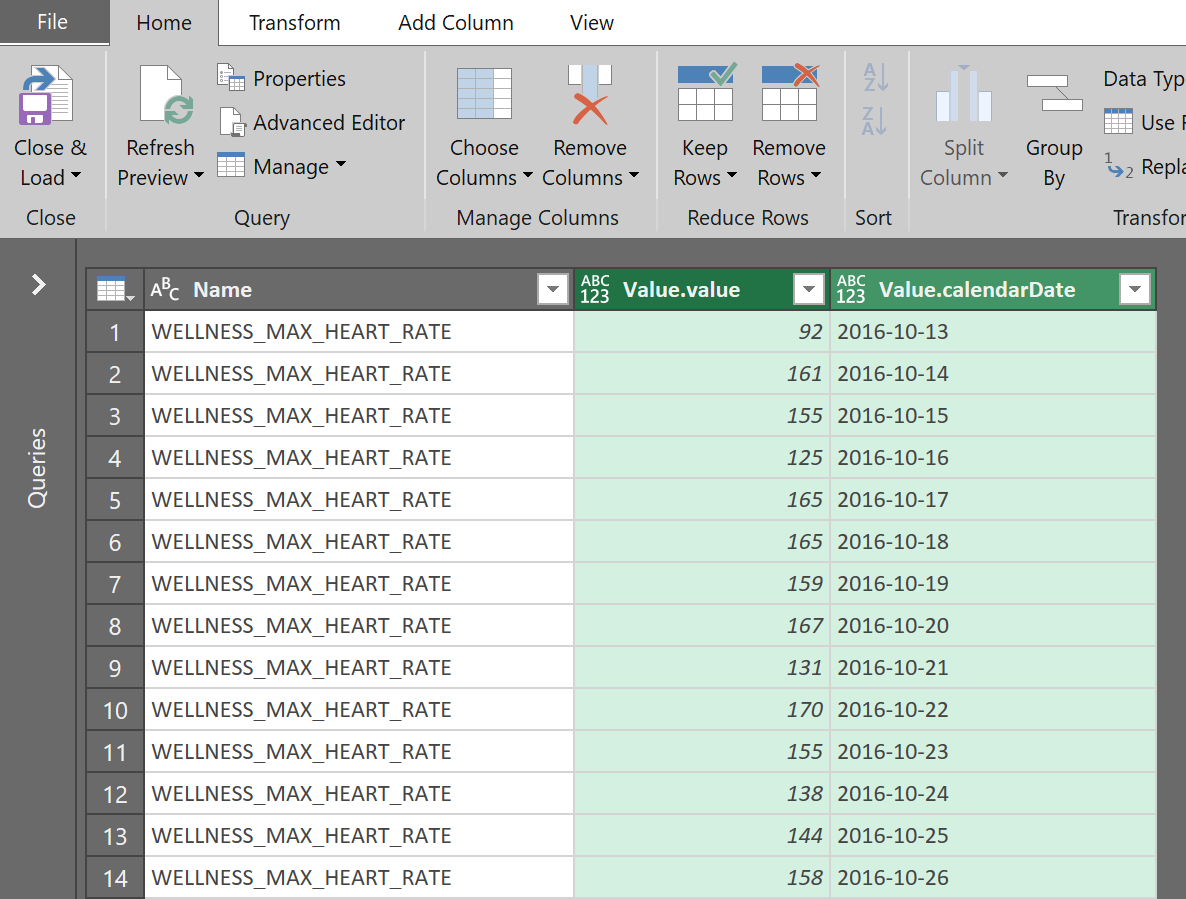 File Home Transform Add Column View
Properties
Advanced Editor
Manage
Close & Load
Refresh Preview
Choose Columns
Remove Columns
Keep Rows
Remove Rows
A Z
Z A
Split Column
Group By
Data Typ
Use F
1 2 Repla
Close Query Manage Columns Reduce Rows Sort Transfor
Queries
ABC Name ABC 123 Value.value ABC 123 Value.calendarDate
1 WELLNESS_MAX_HEART_RATE 92 2016-10-13
2 WELLNESS_MAX_HEART_RATE 161 2016-10-14
3 WELLNESS_MAX_HEART_RATE 155 2016-10-15
4 WELLNESS_MAX_HEART_RATE 125 2016-10-16
5 WELLNESS_MAX_HEART_RATE 165 2016-10-17
6 WELLNESS_MAX_HEART_RATE 165 2016-10-18
7 WELLNESS_MAX_HEART_RATE 159 2016-10-19
8 WELLNESS_MAX_HEART_RATE 167 2016-10-20
9 WELLNESS_MAX_HEART_RATE 131 2016-10-21
10 WELLNESS_MAX_HEART_RATE 170 2016-10-22
11 WELLNESS_MAX_HEART_RATE 155 2016-10-23
12 WELLNESS_MAX_HEART_RATE 138 2016-10-24
13 WELLNESS_MAX_HEART_RATE 144 2016-10-25
14 WELLNESS_MAX_HEART_RATE 158 2016-10-26